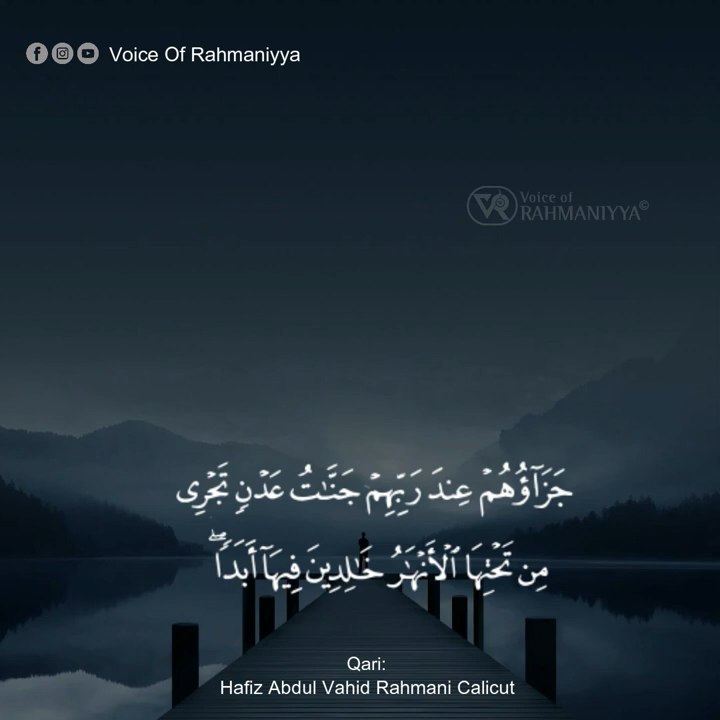 Voice Of Rahmaniyya
Voice of
RAHMANIYYA©
جَزَآؤُهُمْ عِندَ رَبِّهِمْ جَنَّٰتُ عَدْنٍ تَجْرِى
مِن تَحْتِهَا ٱلْأَنْهَٰرُ خَٰلِدِينَ فِيهَآ أَبَدًا ۖ
Qari:
Hafiz Abdul Vahid Rahmani Calicut